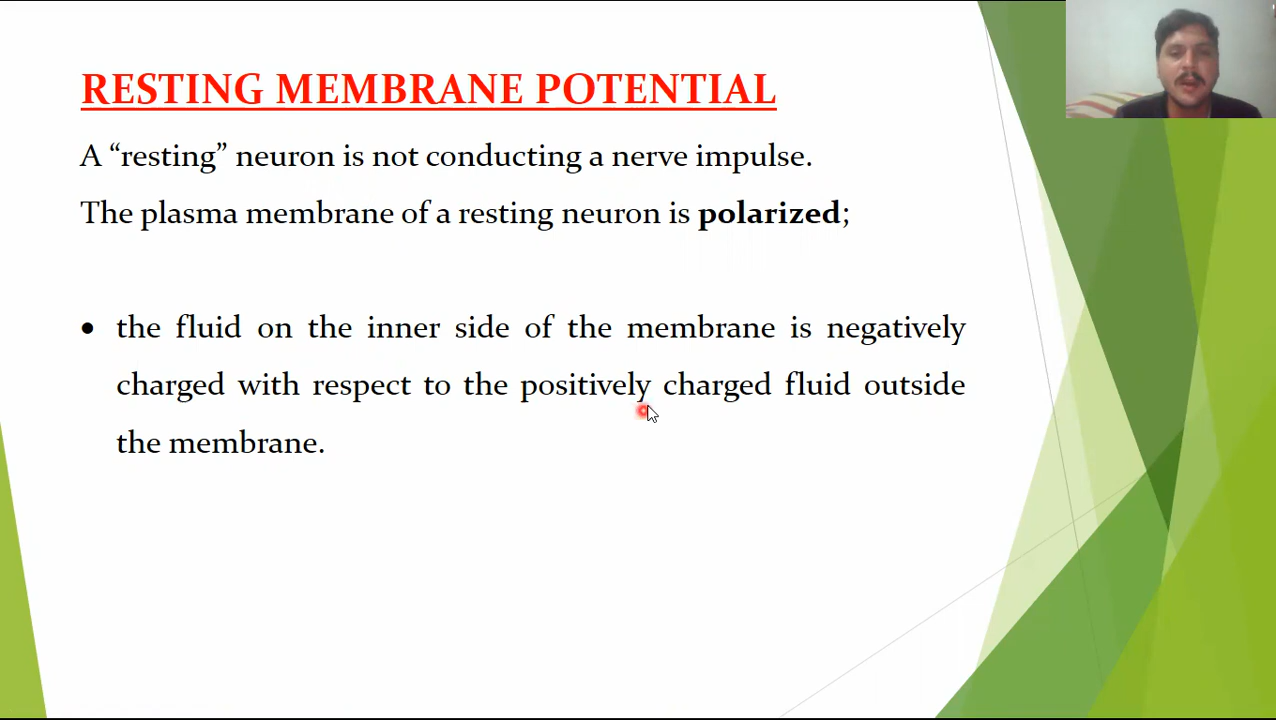 RESTING MEMBRANE POTENTIAL
A “resting” neuron is not conducting a nerve impulse.
The plasma membrane of a resting neuron is polarized;
• the fluid on the inner side of the membrane is negatively
charged with respect to the positively charged fluid outside
the membrane.